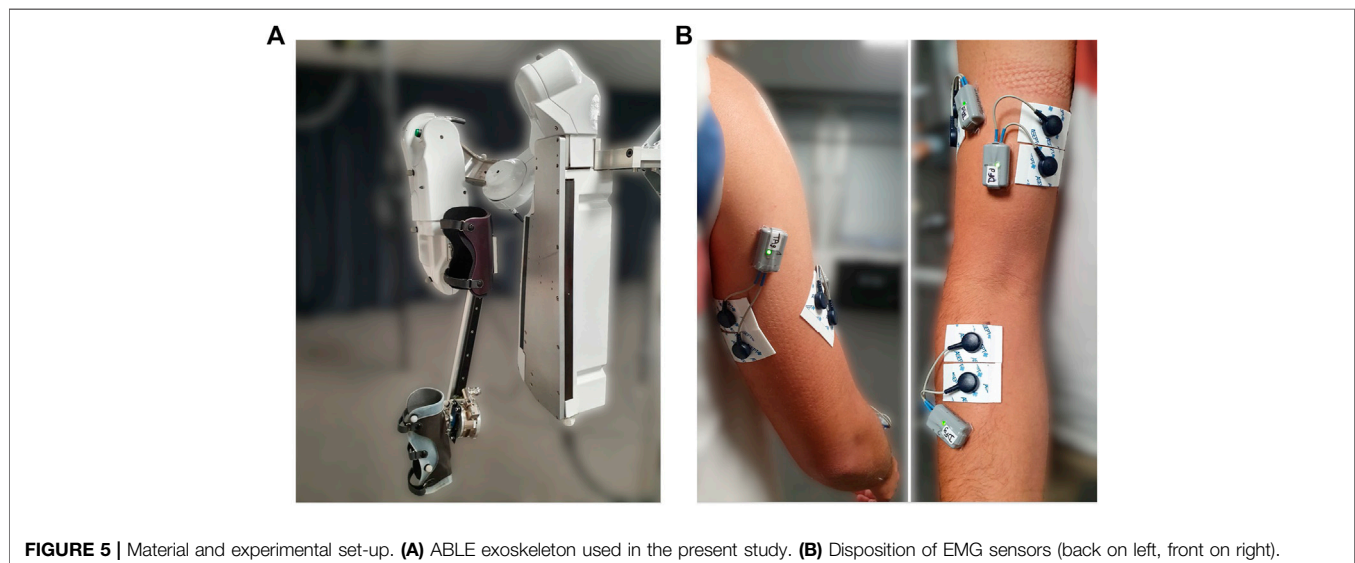 A
B
FIGURE 5 | Material and experimental set-up. (A) ABLE exoskeleton used in the present study. (B) Disposition of EMG sensors (back on left, front on right).